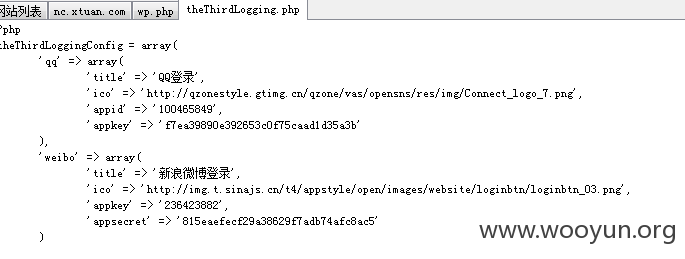 网站列表 nc.xtuan.com wp.php theThirdLogging.php
?php
theThirdLoggingConfig = array(
'qq' => array(
'title' => 'QQ登录',
'ico' => 'http://qzonestyle.gtimg.cn/qzone/vas/opensns/res/img/Connect_logo_7.png',
'appid' => '100465849',
'appkey' => 'f7ea39890e392653c0f75caad1d35a3b'
),
'weibo' => array(
'title' => '新浪微博登录',
'ico' => 'http://img.t.sinajs.cn/t4/appstyle/open/images/website/loginbtn/loginbtn_03.png',
'appkey' => '236423882',
'appsecret' => '815eaefecf29a38629f7adb74afc8ac5'
)
www.wooyun.org